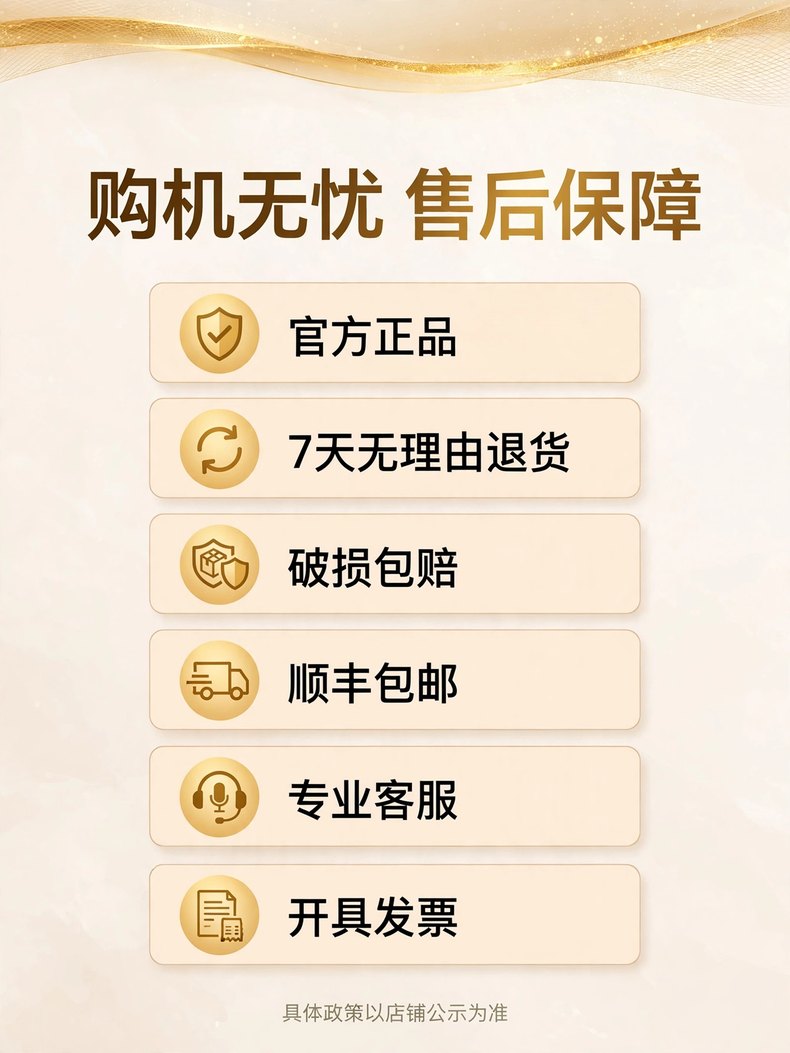 购机无忧 售后保障
官方正品
7天无理由退货
破损包赔
顺丰包邮
专业客服
开具发票
具体政策以店铺公示为准